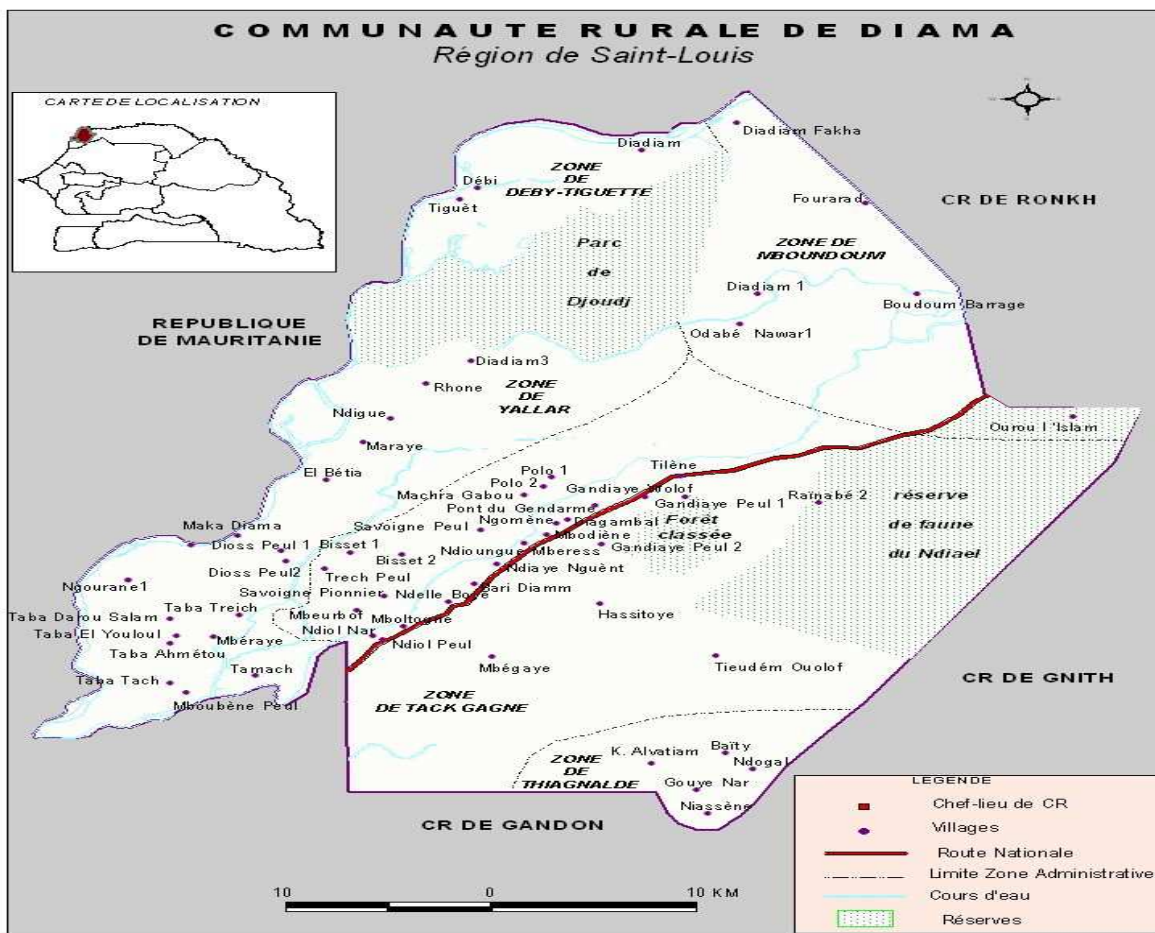 COMMUNAUTE RURALE DE DIAMA
Région de Saint-Louis
CARTE DE LOCALISATION
Diadiam Fakha
Diadiam
ZONE
DE
DEBY-TIGUETTE
Débi
Tiguèt
Fourarad
CR DE RONKH
Parc
de
Djoudj
ZONE DE
MBOUNDOUM
Diadiam 1
Boudoum Barrage
REPUBLIQUE
DE MAURITANIE
Odabé Nawar1
Diadiam3
Rhone
ZONE
DE
YALLAR
Ndigue
Maraye
Ourou l'Islam
El Bétia
Polo 1
Polo 2
Tilène
Machra Gabou
Gandiaye Wolof
Gandiaye Peul 1
Raïnabé 2
réserve
de faune
du Ndiael
Pont du Gendarme
Savoigne Peul
Ngomène
Diagambal
Forêt
classée
Maka Diama
Mbodiène
Dioss Peul 1
Bisset 1
Ndioungue Mberess
Gandiaye Peul 2
Dioss Peul2
Bisset 2
Ndiaye Nguènt
Trech Peul
Ngourane1
Bari Diamm
Savoigne Pionnier
Ndelle Boye
Hassitoye
Taba Treich
Taba Darou Salam
Mbeurbof
Mboltogne
Taba El Youloul
Mbéraye
Ndiol Nar
Ndiol Peul
Taba Ahmétou
Mbégaye
Tieudém Ouolof
Tamach
Taba Tach
Mboubène Peul
CR DE GNITH
ZONE
DE TACK GAGNE
ZONE
DE
THIAGNALDE
K. Alvatiam
Baïty
Ndogal
Gouye Nar
Niassène
CR DE GANDON
LEGENDE
Chef-lieu de CR
Villages
Route Nationale
Limite Zone Administrative
Cours d'eau
Réserves
10 0 10 KM